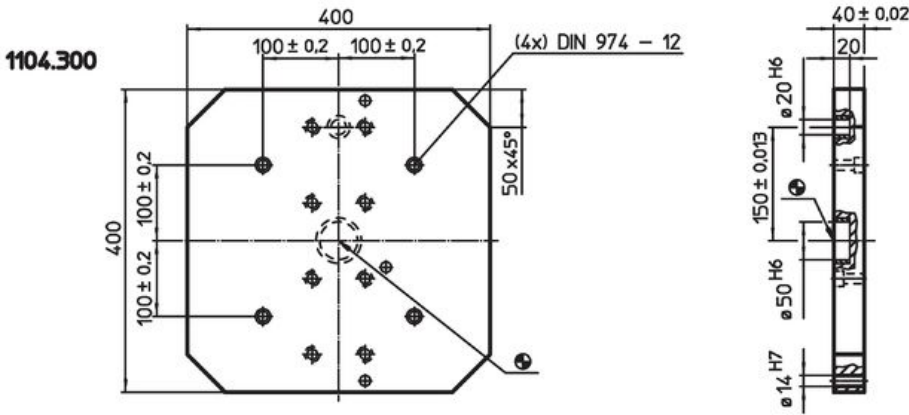 1104.300
400
100 ± 0,2
100 ± 0,2
(4x) DIN 974 – 12
50 x45°
400
100 ± 0,2
100 ± 0,2
40 ± 0,02
20
ø 20 H6
150 ± 0,013
ø 50 H6
ø 14 H7